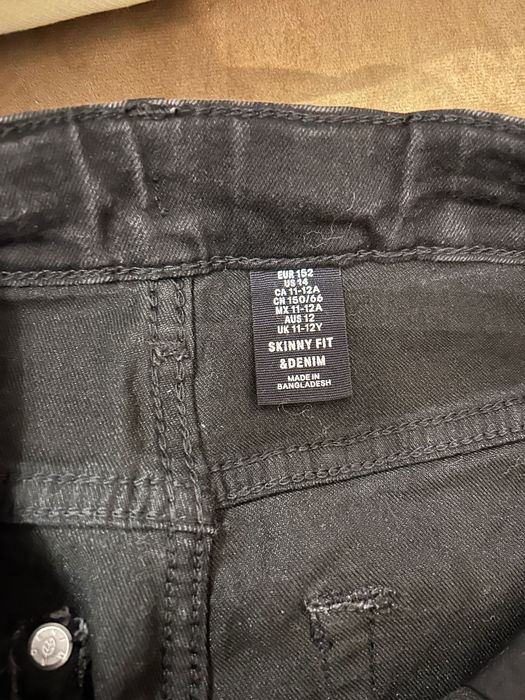 EUR 152
US 14
CA 11-12A
CN 150/66
MX 11-12A
AUS 12
UK 11-12Y
SKINNY FIT
&DENIM
MADE IN
BANGLADESH